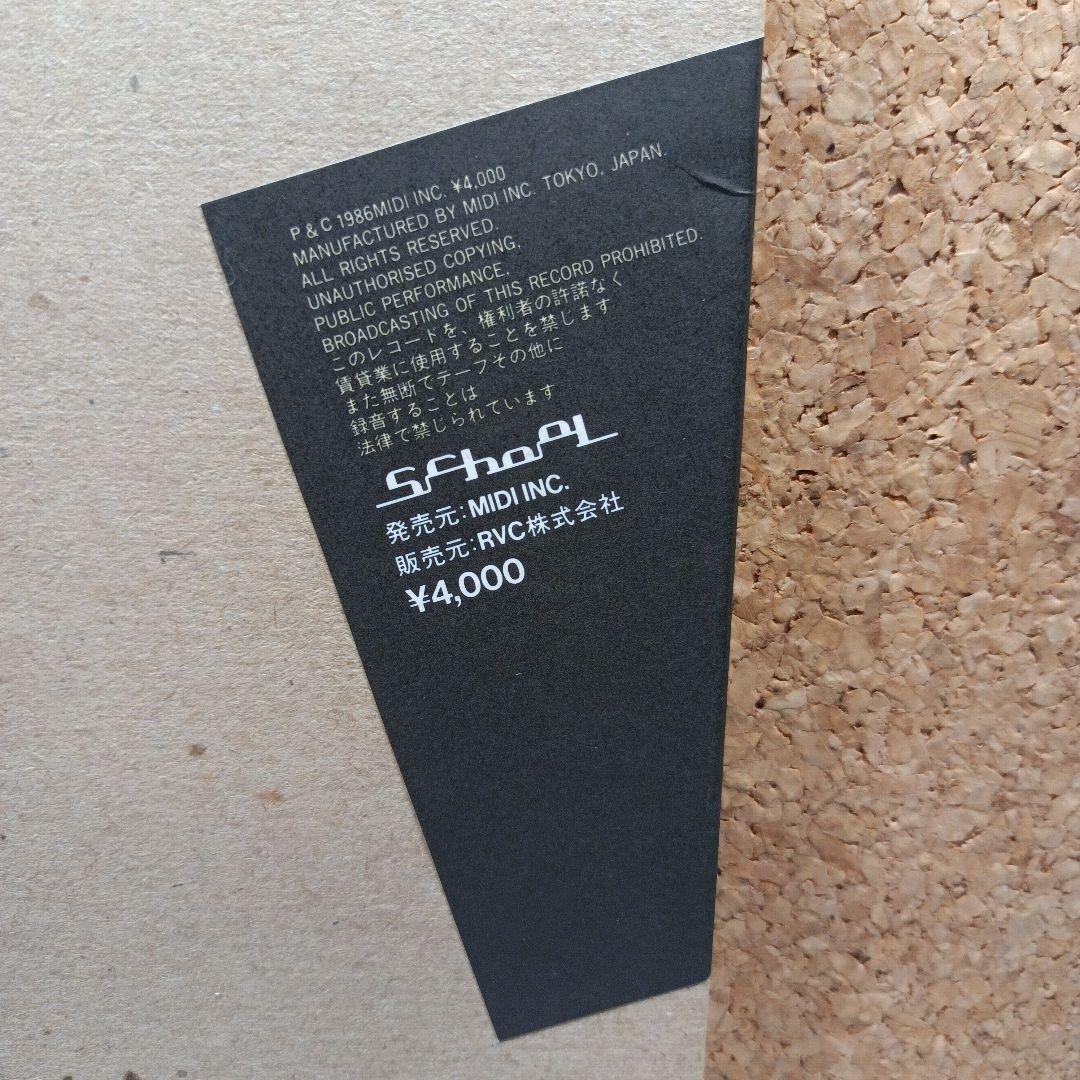 P & C 1986MIDI INC. ¥4,000
MANUFACTURED BY MIDI INC. TOKYO, JAPAN.
ALL RIGHTS RESERVED.
UNAUTHORISED COPYING,
PUBLIC PERFORMANCE,
BROADCASTING OF THIS RECORD PROHIBITED.
このレコードを、権利者の許諾なく
賃貸業に使用することを禁じます
また無断でテープその他に
録音することは
法律で禁じられています
SCHOOL
発売元:MIDI INC.
販売元:RVC株式会社
¥4,000